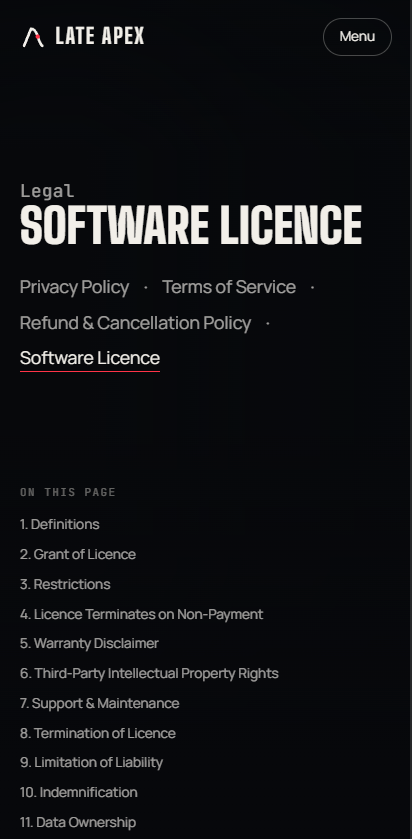 LATE APEX
Menu
Legal
SOFTWARE LICENCE
Privacy Policy · Terms of Service ·
Refund & Cancellation Policy ·
Software Licence
ON THIS PAGE
1. Definitions
2. Grant of Licence
3. Restrictions
4. Licence Terminates on Non-Payment
5. Warranty Disclaimer
6. Third-Party Intellectual Property Rights
7. Support & Maintenance
8. Termination of Licence
9. Limitation of Liability
10. Indemnification
11. Data Ownership